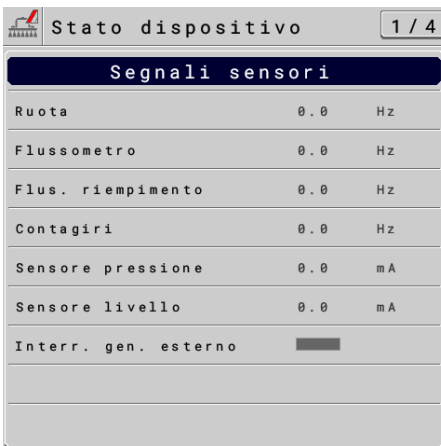 Stato dispositivo 1/4
Segnali sensori
Ruota 0.0 Hz
Flussometro 0.0 Hz
Flus. riempimento 0.0 Hz
Contagiri 0.0 Hz
Sensore pressione 0.0 mA
Sensore livello 0.0 mA
Interr. gen. esterno